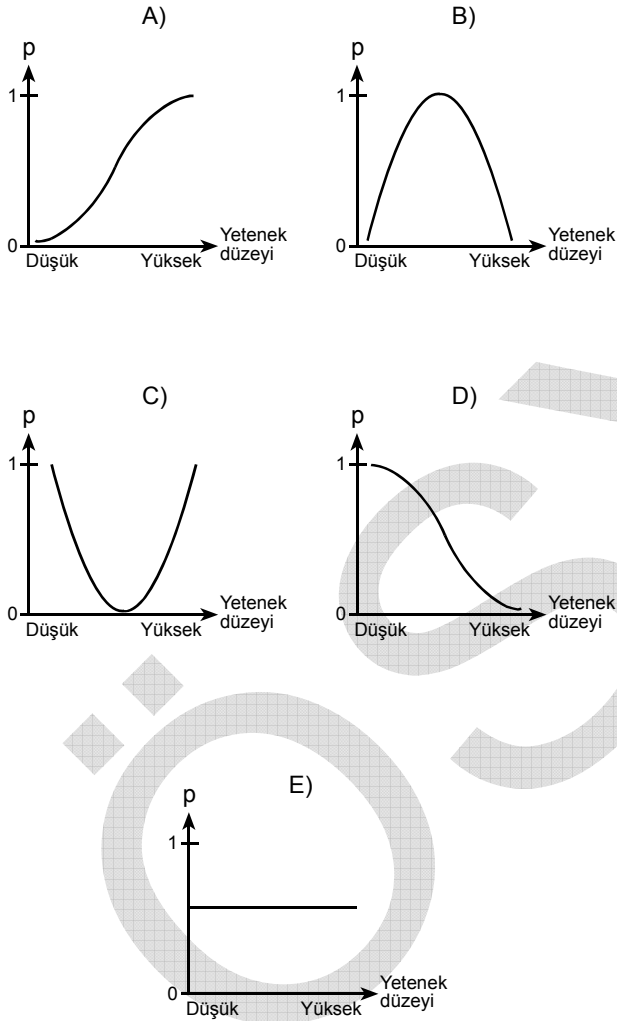 A)
p
1
0
Düşük Yüksek
Yetenek
düzeyi
B)
p
1
0
Düşük Yüksek
Yetenek
düzeyi
C)
p
1
0
Düşük Yüksek
Yetenek
düzeyi
D)
p
1
0
Düşük Yüksek
Yetenek
düzeyi
E)
p
1
0
Düşük Yüksek
Yetenek
düzeyi